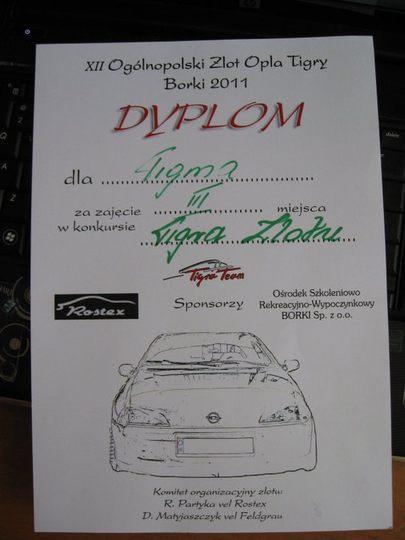 XII Ogólnopolski Zlot Opla Tigry
Borki 2011
DYPLOM
dla Tigma
za zajęcie III miejsca
w konkursie Tigra Zlotu
Tigra Team
Rostex
Sponsorzy
Ośrodek Szkoleniowo
Rekreacyjno-Wypoczynkowy
BORKI Sp. z o.o.
Komitet organizacyjny zlotu:
R. Partyka vel Rostex
D. Matyjaszczyk vel Feldgrau